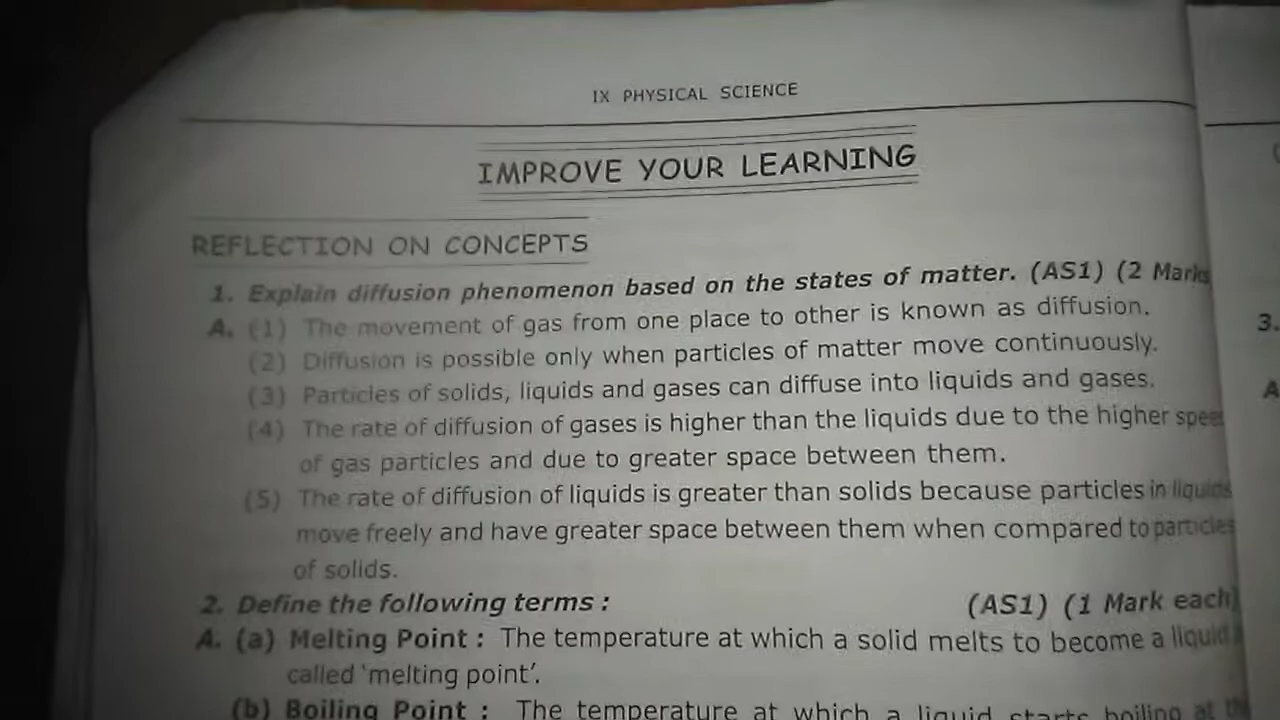 IX PHYSICAL SCIENCE
IMPROVE YOUR LEARNING
REFLECTION ON CONCEPTS
1. Explain diffusion phenomenon based on the states of matter. (AS1) (2 Marks
A. (1) The movement of gas from one place to other is known as diffusion.
(2) Diffusion is possible only when particles of matter move continuously.
(3) Particles of solids, liquids and gases can diffuse into liquids and gases.
(4) The rate of diffusion of gases is higher than the liquids due to the higher
of gas particles and due to greater space between them.
(5) The rate of diffusion of liquids is greater than solids because particles in liquids
move freely and have greater space between them when compared to particles
of solids.
2. Define the following terms : (AS1) (1 Mark each)
A. (a) Melting Point : The temperature at which a solid melts to become a liquid
called 'melting point'.
(b) Boiling Point : The temperature at which a liquid starts boiling at
3.
A